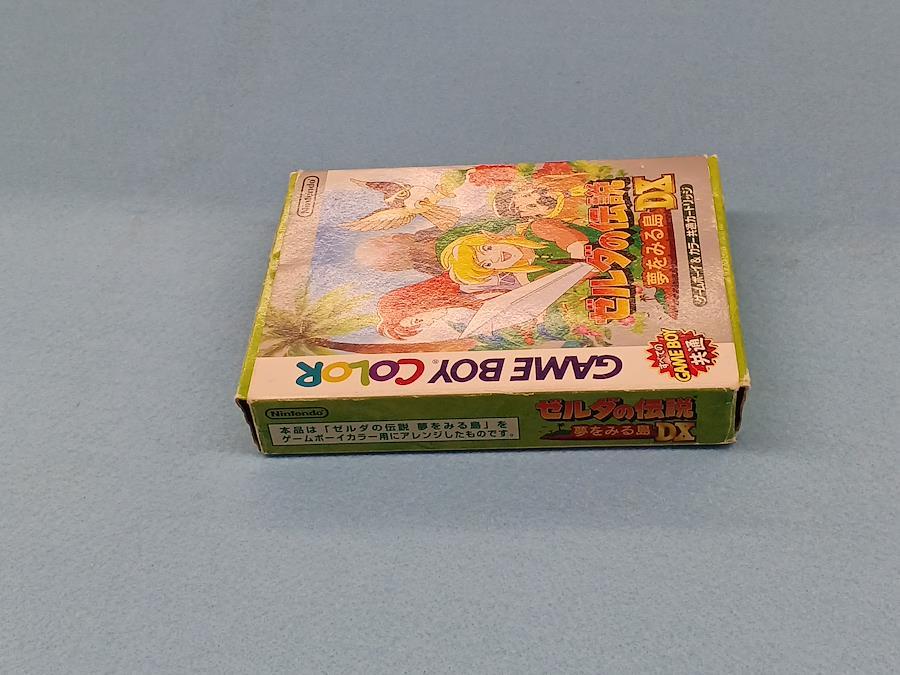 Nintendo
ゼルダの伝説
夢をみる島 DX
ゲームボーイ&カラー共通カートリッジ
すべての
GAME BOY
共通
GAME BOY COLOR
Nintendo
本品は「ゼルダの伝説 夢をみる島」を
ゲームボーイカラー用にアレンジしたものです。
ゼルダの伝説
夢をみる島 DX